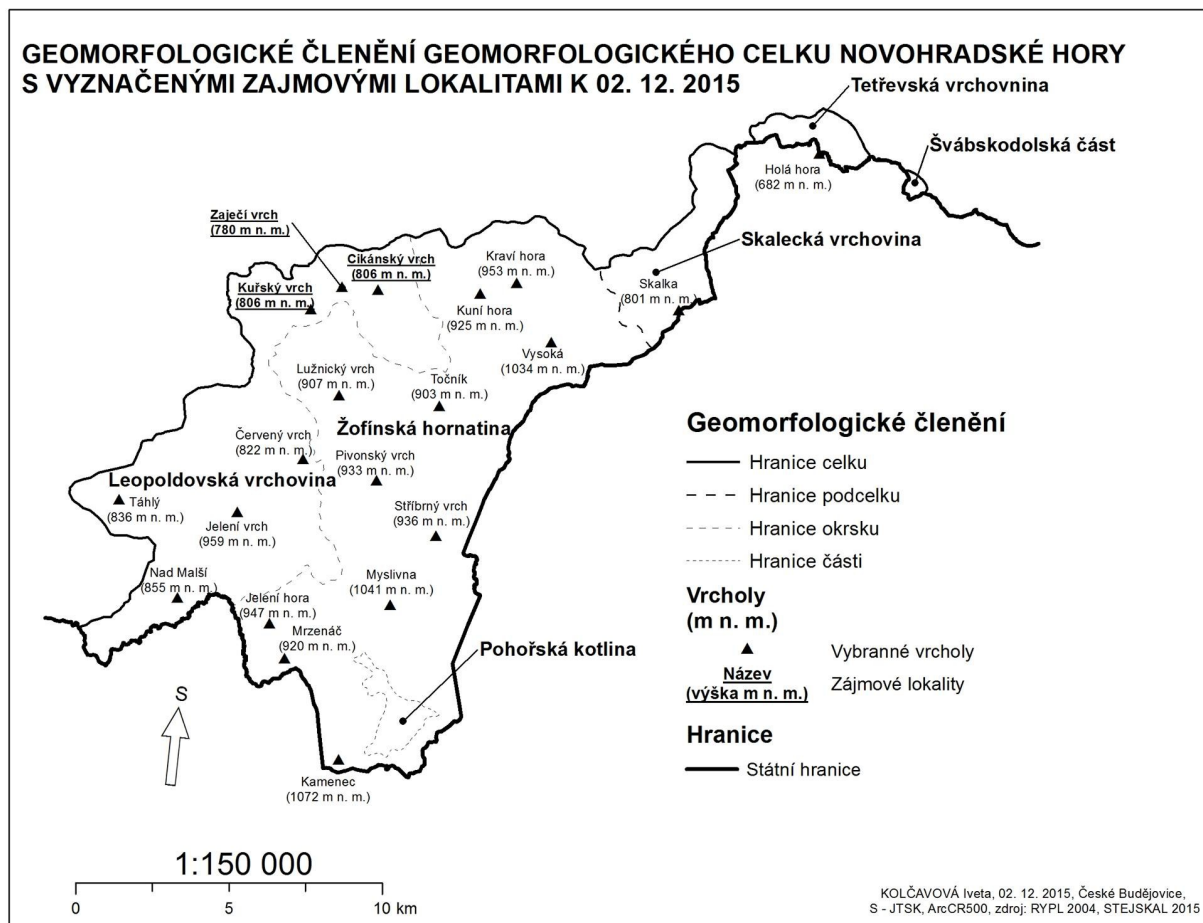 GEOMORFOLOGICKÉ ČLENĚNÍ GEOMORFOLOGICKÉHO CELKU NOVOHRADSKÉ HORY
S VYZNAČENÝMI ZAJMOVÝMI LOKALITAMI K 02. 12. 2015
Tetřevská vrchovnina
Švábskodolská část
Holá hora
(682 m n. m.)
Zaječí vrch
(780 m n. m.)
Cikánský vrch
(806 m n. m.)
Kuřský vrch
(806 m n. m.)
Kraví hora
(953 m n. m.)
Kuní hora
(925 m n. m.)
Skalecká vrchovina
Skalka
(801 m n. m.)
Vysoká
(1034 m n. m.)
Lužnický vrch
(907 m n. m.)
Točník
(903 m n. m.)
Žofínská hornatina
Červený vrch
(822 m n. m.)
Pivonský vrch
(933 m n. m.)
Leopoldovská vrchovina
Táhlý
(836 m n. m.)
Jelení vrch
(959 m n. m.)
Stříbrný vrch
(936 m n. m.)
Nad Malší
(855 m n. m.)
Myslivna
(1041 m n. m.)
Jelení hora
(947 m n. m.)
Mrzenáč
(920 m n. m.)
Pohořská kotlina
Kamenec
(1072 m n. m.)
S
Geomorfologické členění
Hranice celku
Hranice podcelku
Hranice okrsku
Hranice části
Vrcholy
(m n. m.)
Vybranné vrcholy
Název
(výška m n. m.)
Zájmové lokality
Hranice
Státní hranice
1:150 000
0 5 10 km
KOLČAVOVÁ Iveta, 02. 12. 2015, České Budějovice,
S - JTSK, ArcCR500, zdroj: RYPL 2004, STEJSKAL 2015